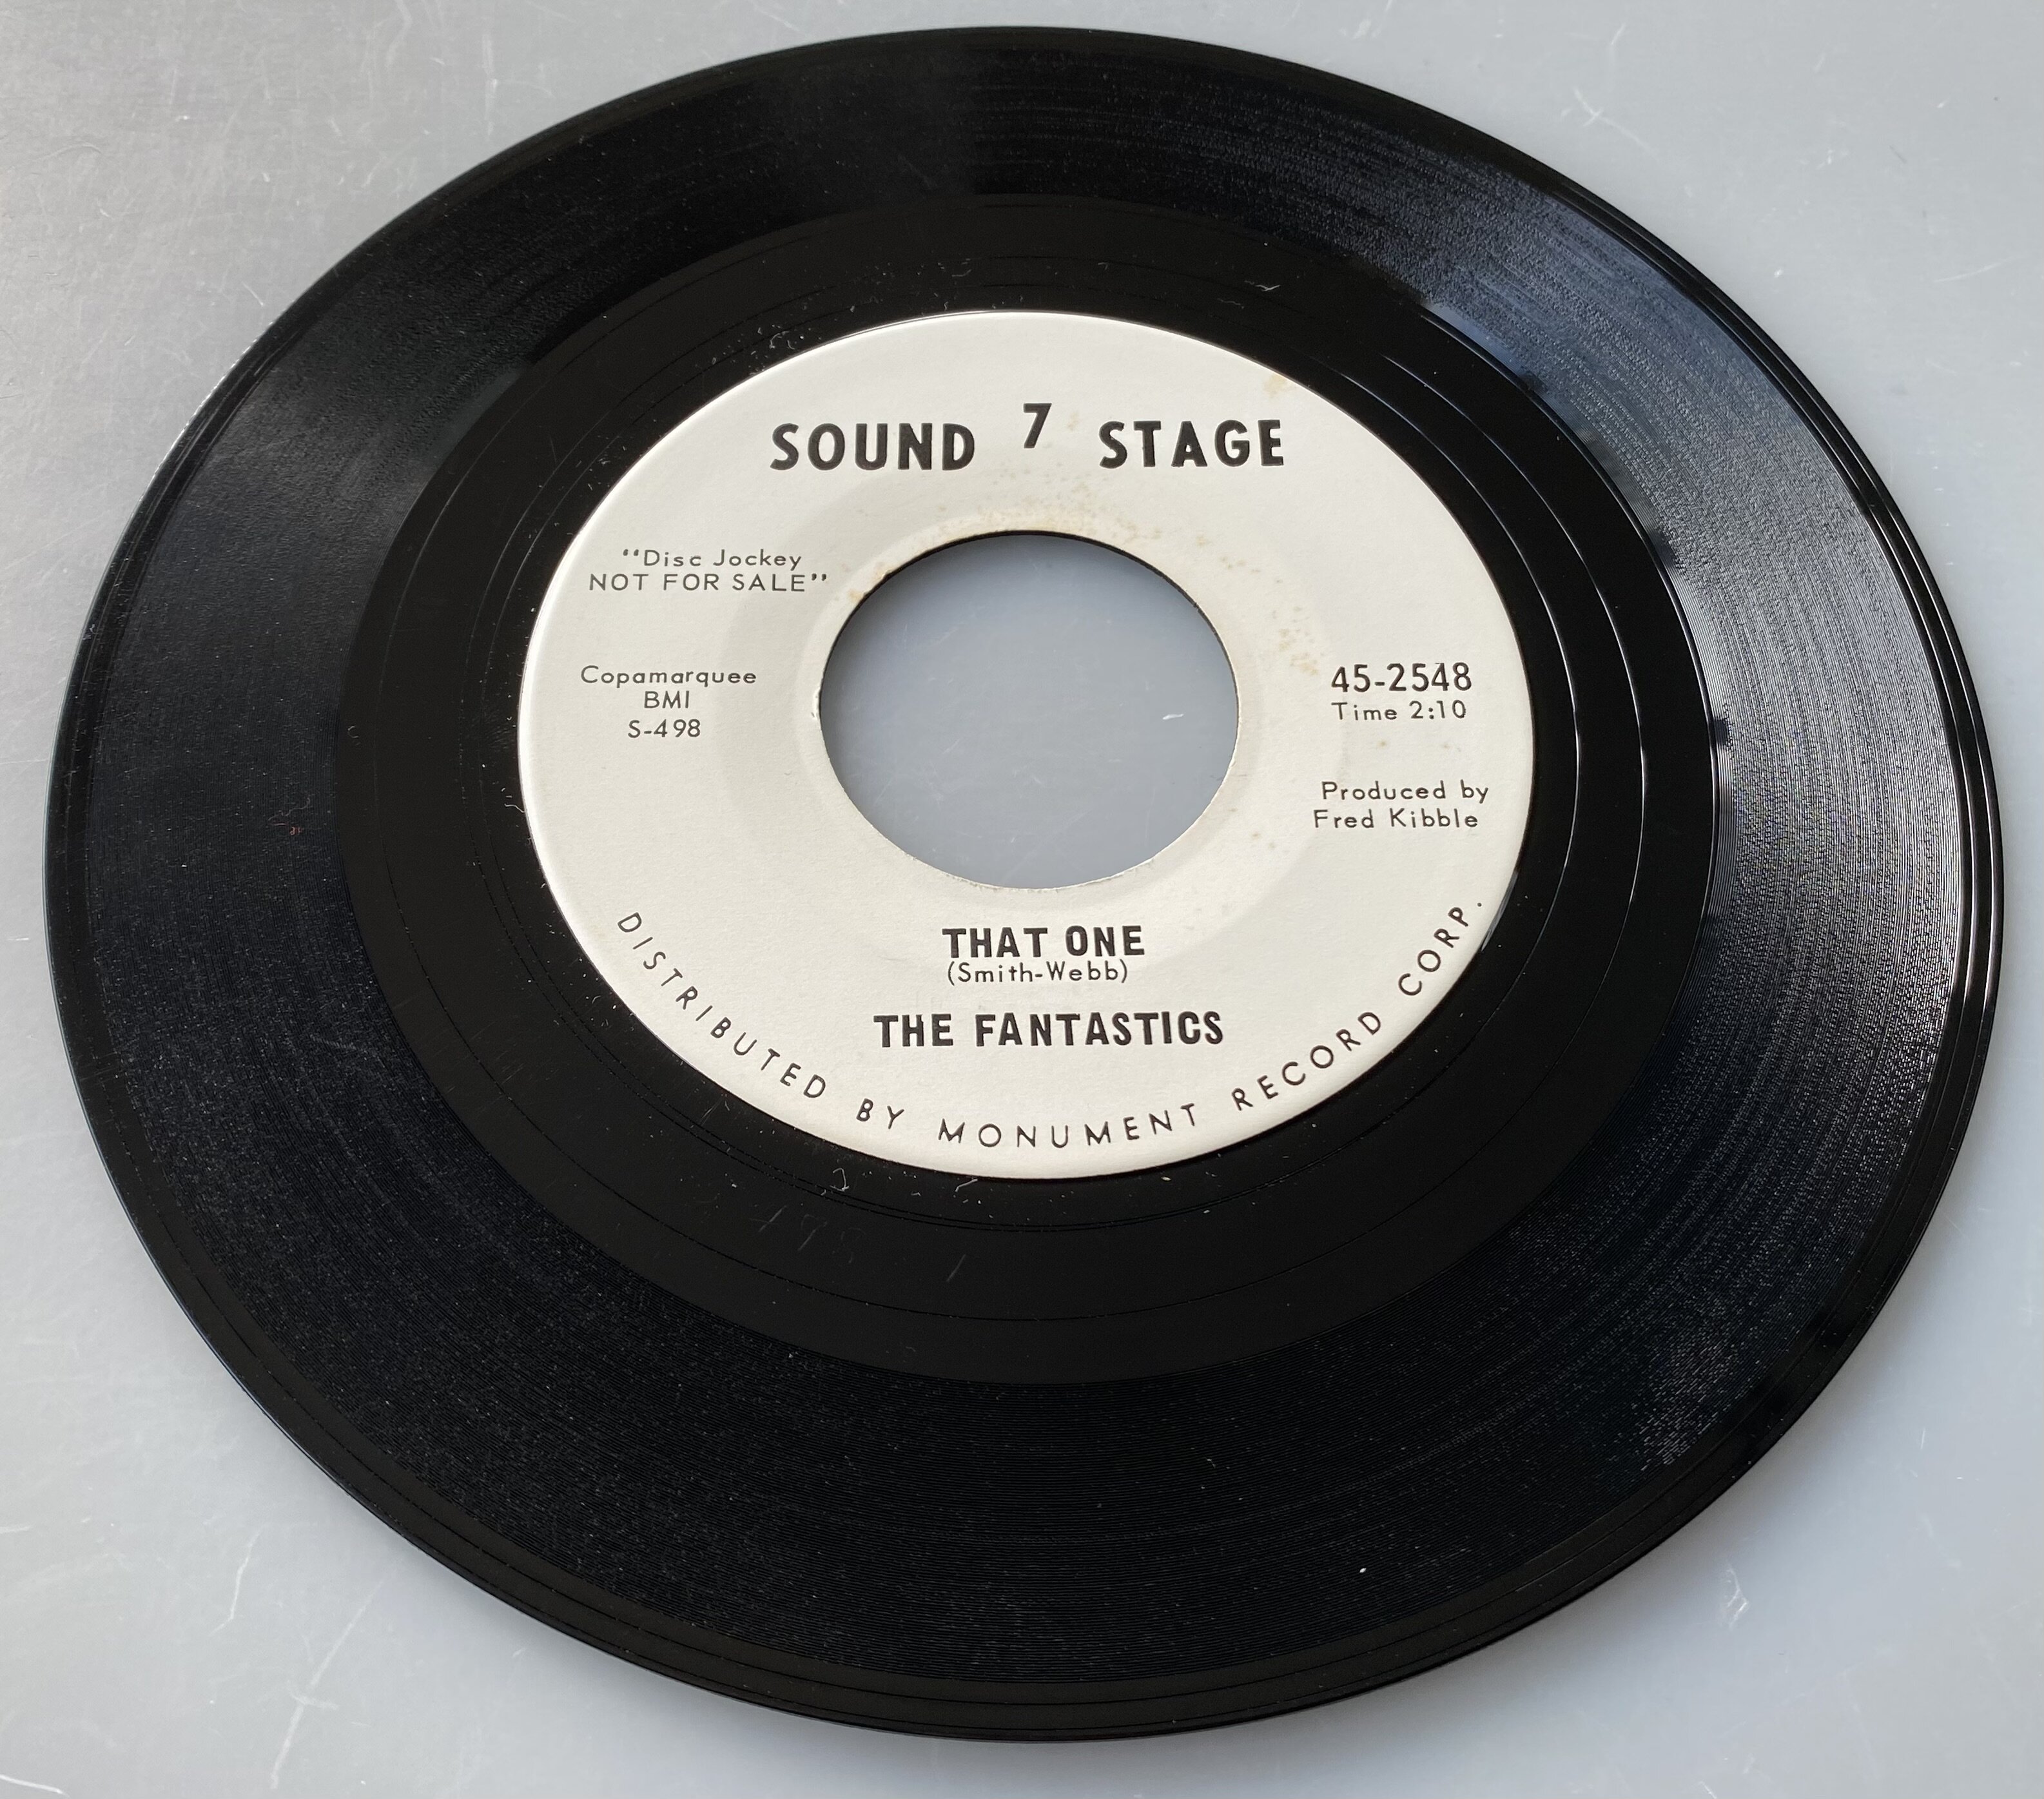 SOUND 7 STAGE
“Disc Jockey
NOT FOR SALE”
Copamarquee
BMI
S-498
45-2548
Time 2:10
Produced by
Fred Kibble
THAT ONE
(Smith-Webb)
THE FANTASTICS
DISTRIBUTED BY MONUMENT RECORD CORP.